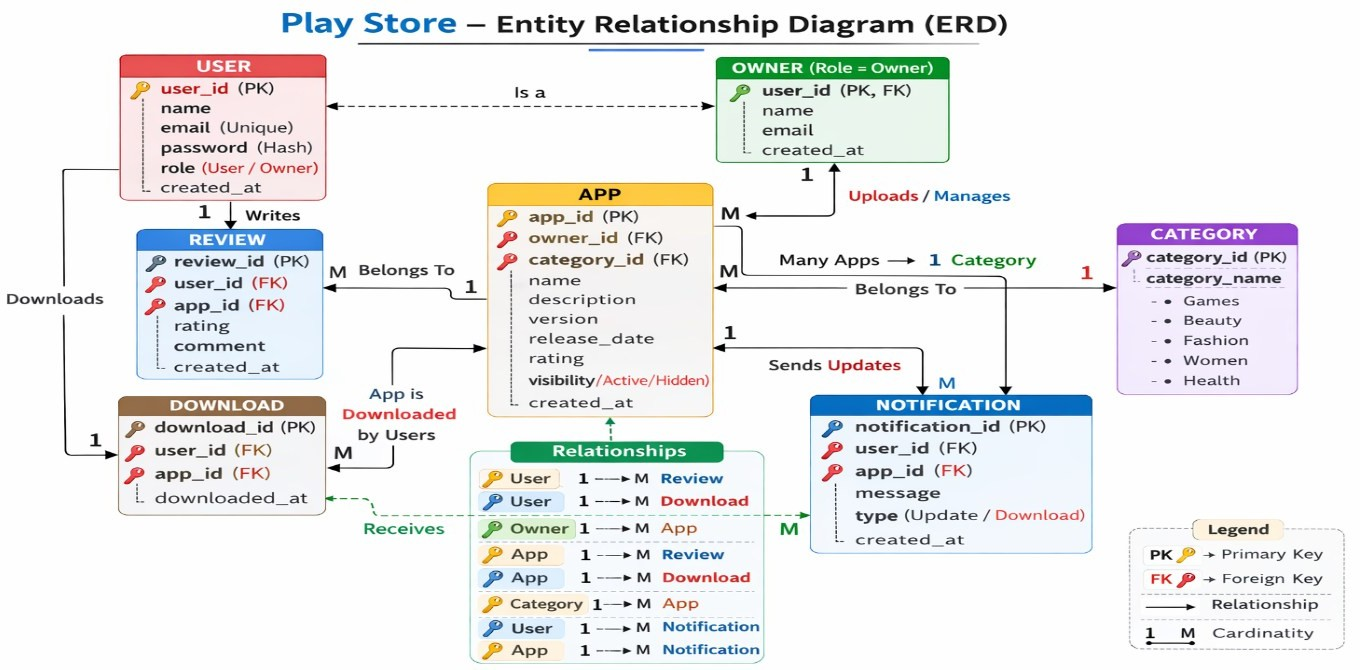 Play Store – Entity Relationship Diagram (ERD)
USER
user_id (PK)
name
email (Unique)
password (Hash)
role (User / Owner)
created_at
Is a
OWNER (Role = Owner)
user_id (PK, FK)
name
email
created_at
1
Uploads / Manages
M
1 Writes
REVIEW
review_id (PK)
user_id (FK)
app_id (FK)
rating
comment
created_at
M Belongs To 1
APP
app_id (PK)
owner_id (FK)
category_id (FK)
name
description
version
release_date
rating
visibility/Active/Hidden)
created_at
Many Apps → 1 Category
M
Belongs To
1
CATEGORY
category_id (PK)
category_name
- • Games
- • Beauty
- • Fashion
- • Women
- • Health
Downloads
1
DOWNLOAD
download_id (PK)
user_id (FK)
app_id (FK)
downloaded_at
App is
Downloaded
by Users
M
1
Sends Updates
M
NOTIFICATION
notification_id (PK)
user_id (FK)
app_id (FK)
message
type (Update / Download)
created_at
Receives
M
Relationships
User 1 → M Review
User 1 → M Download
Owner 1 → M App
App 1 → M Review
App 1 → M Download
Category 1 → M App
User 1 → M Notification
App 1 → M Notification
Legend
PK → Primary Key
FK → Foreign Key
Relationship
1 M Cardinality